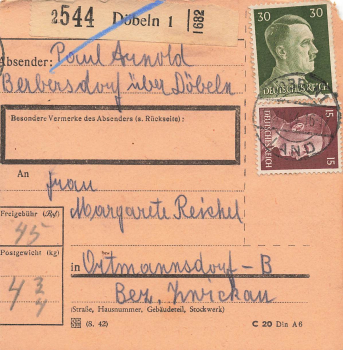 2544 Döbeln 1
1682
Absender: Paul Arnold
Berbersdorf über Döbeln
30 30
DEUTSCHES REICH
Besondere Vermerke des Absenders (s. Rückseite):
15 15
DEUTSCHES REICH
An
Frau
Margarete Reichel
Freigebühr (Rpf)
45
Postgewicht (kg)
4 3/4
in Ortmannsdorf-B
Bez. Zwickau
(Straße, Hausnummer, Gebäudeteil, Stockwerk)
(8. 42)
C 20 Din A6